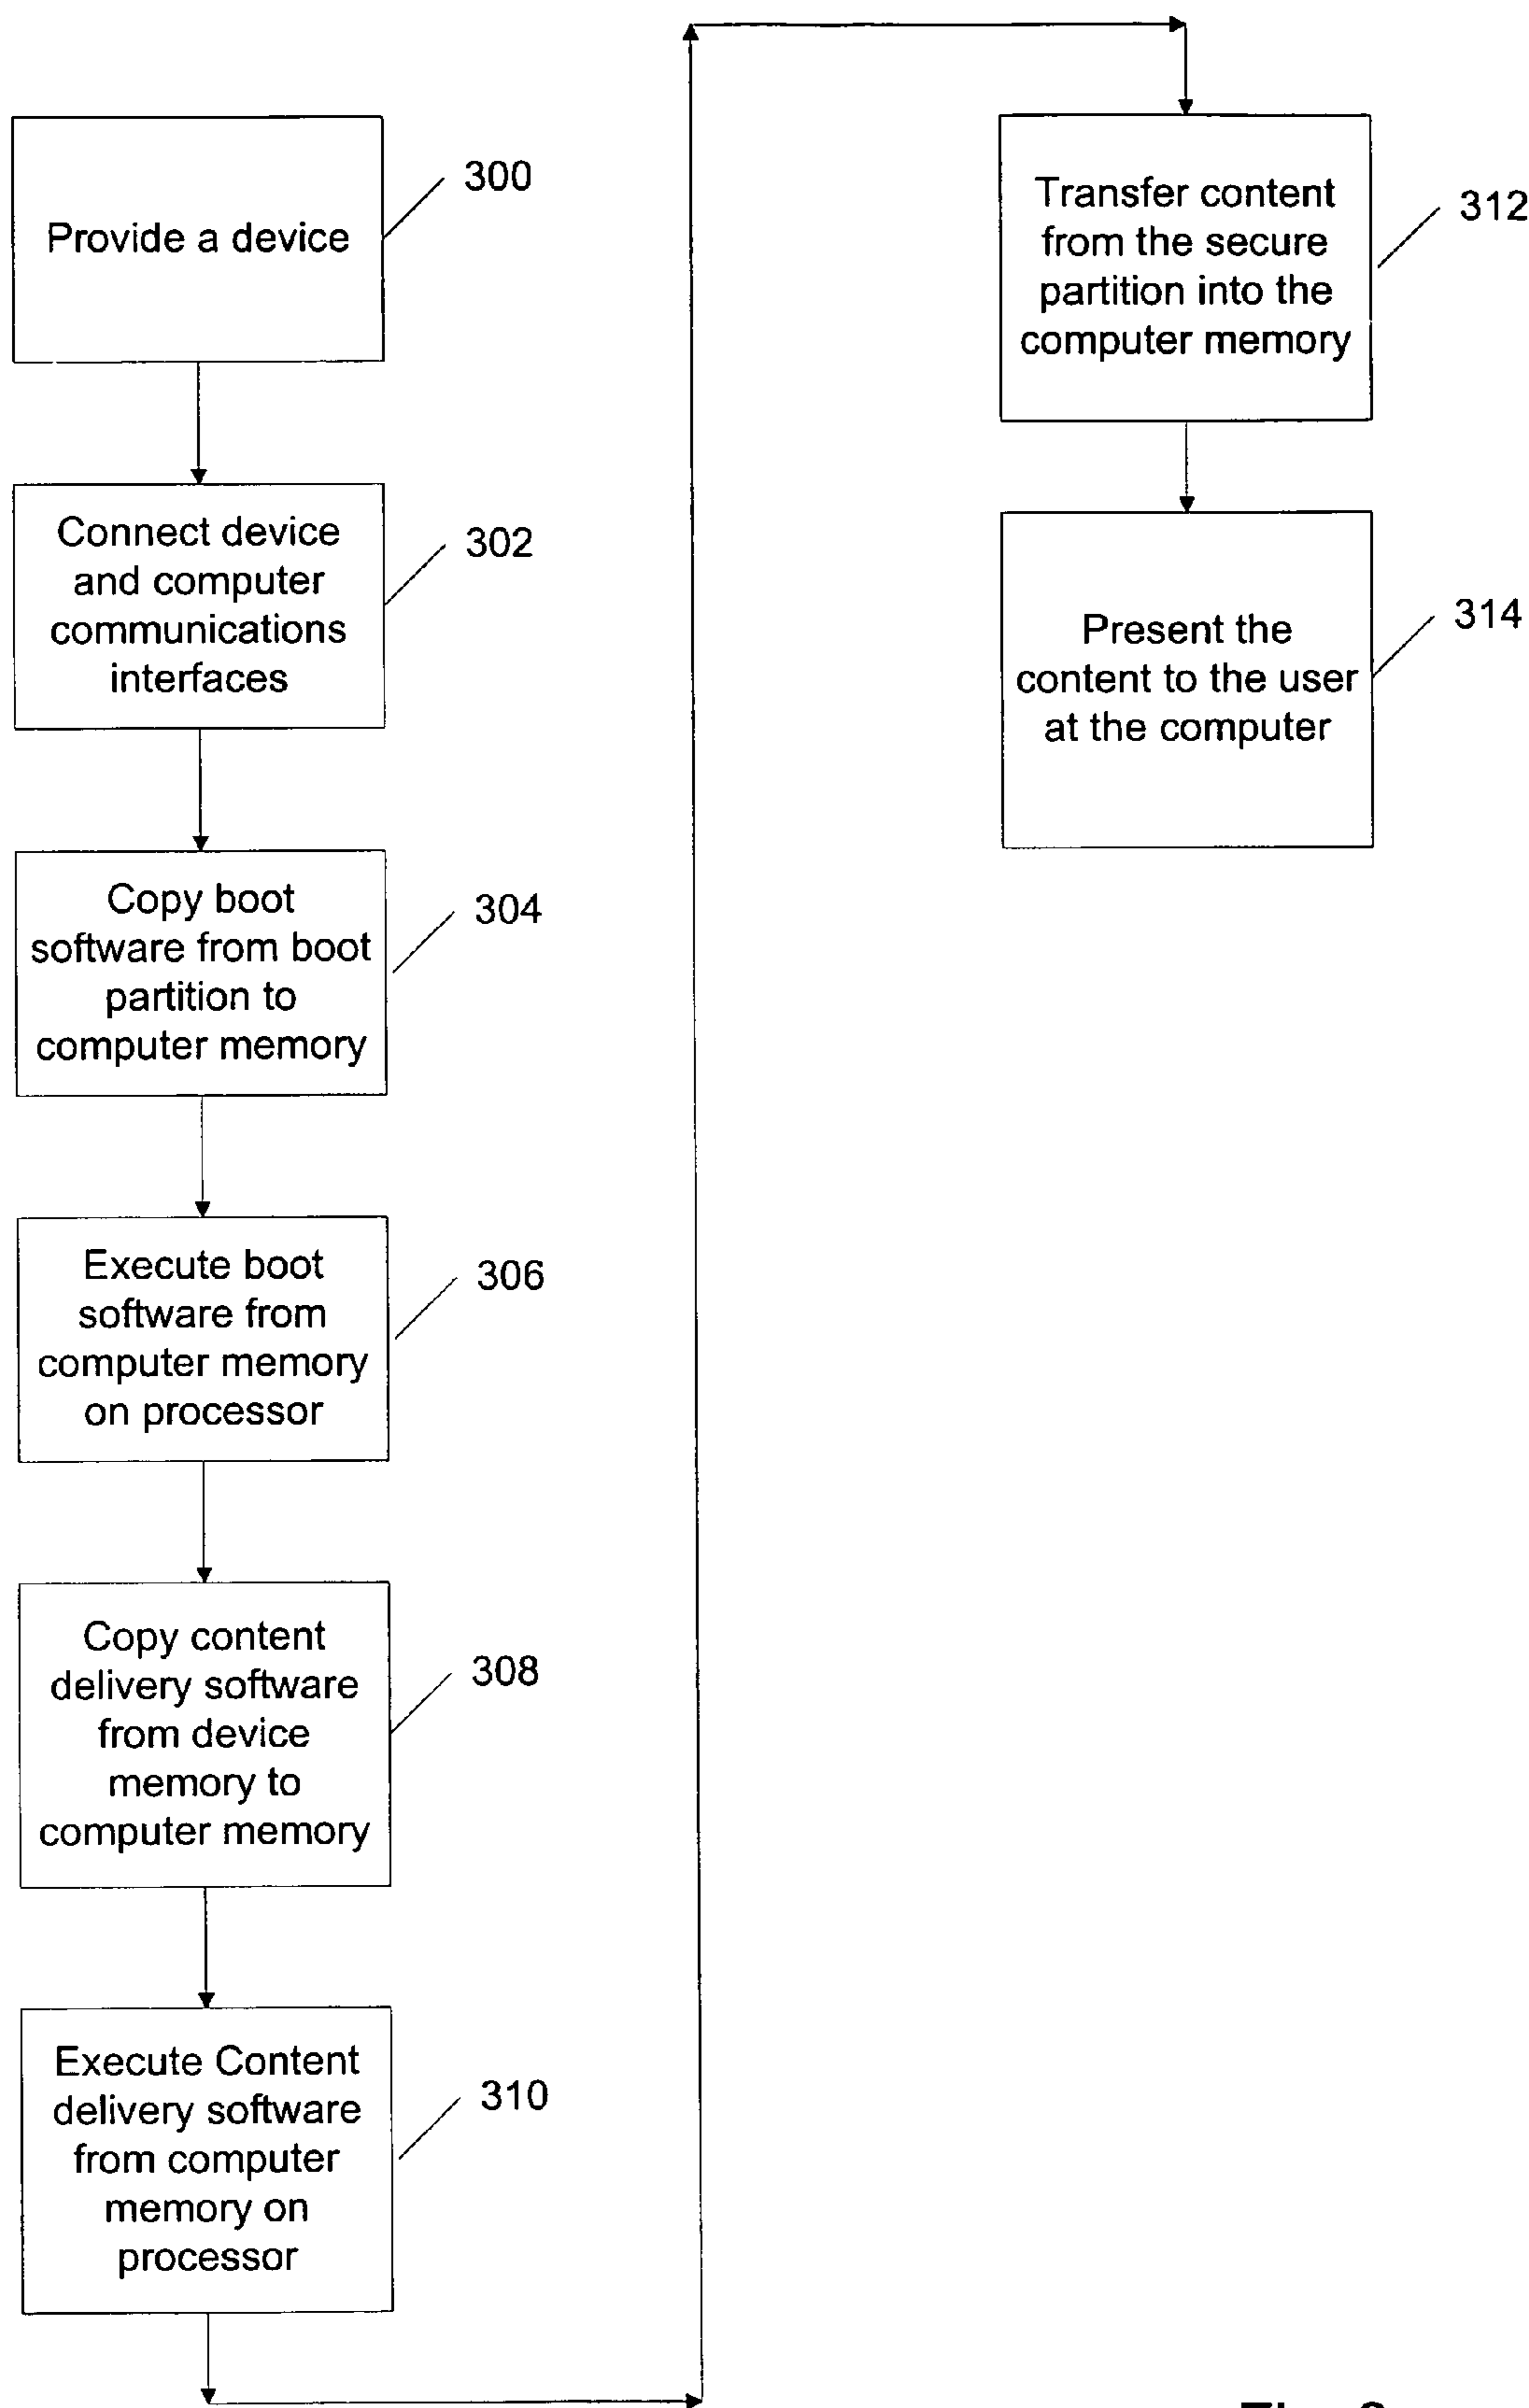 Provide a device
300
Connect device
and computer
communications
interfaces
302
Copy boot
software from boot
partition to
computer memory
304
Execute boot
software from
computer memory
on processor
306
Copy content
delivery software
from device
memory to
computer memory
308
Execute Content
delivery software
from computer
memory on
processor
310
Transfer content
from the secure
partition into the
computer memory
312
Present the
content to the user
at the computer
314